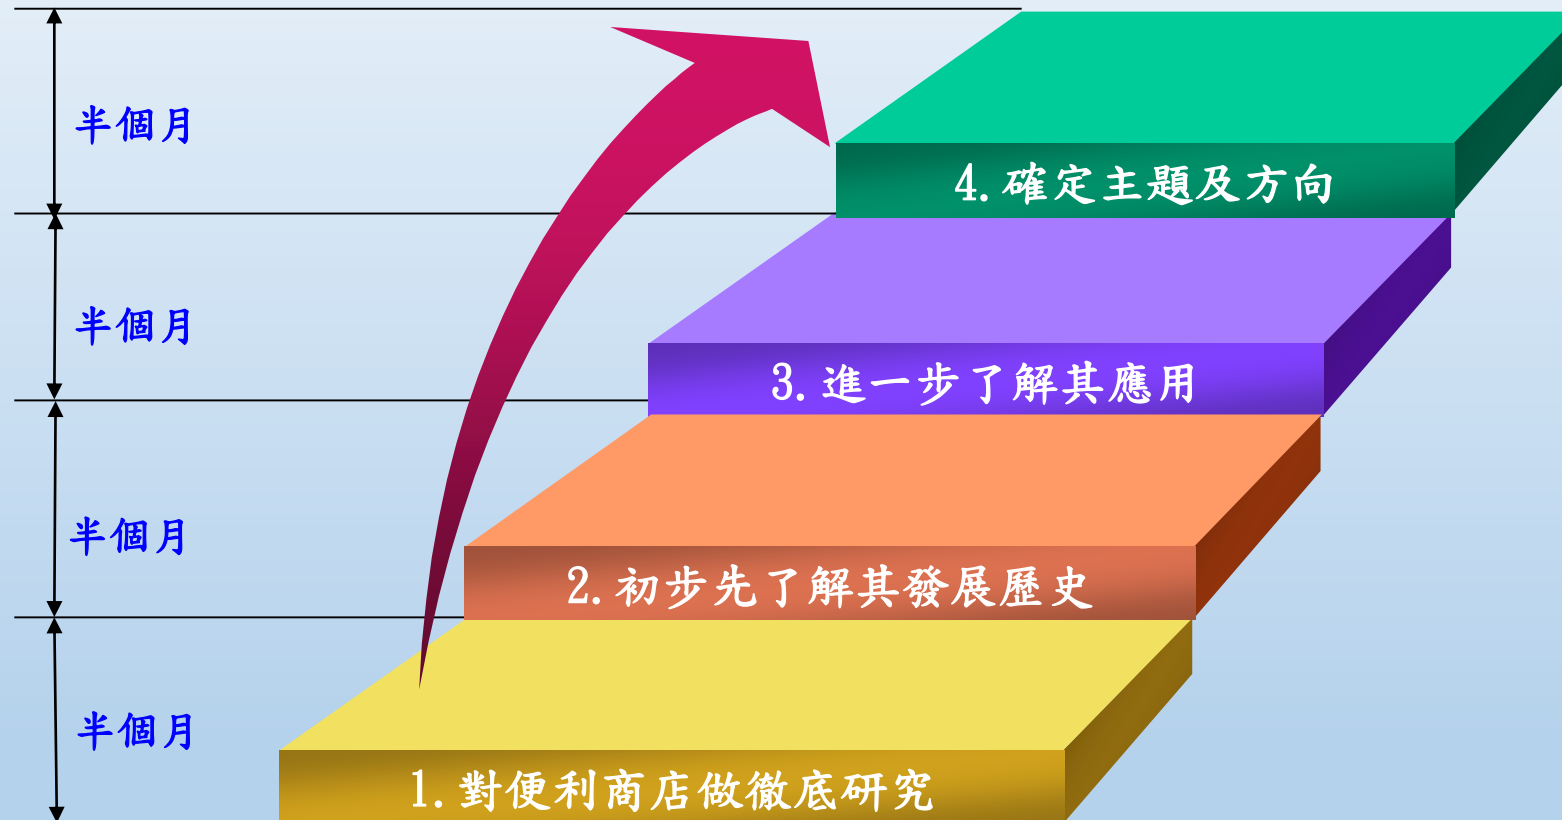 半個月
4.確定主題及方向
半個月
3.進一步了解其應用
半個月
2.初步先了解其發展歷史
半個月
1.對便利商店做徹底研究